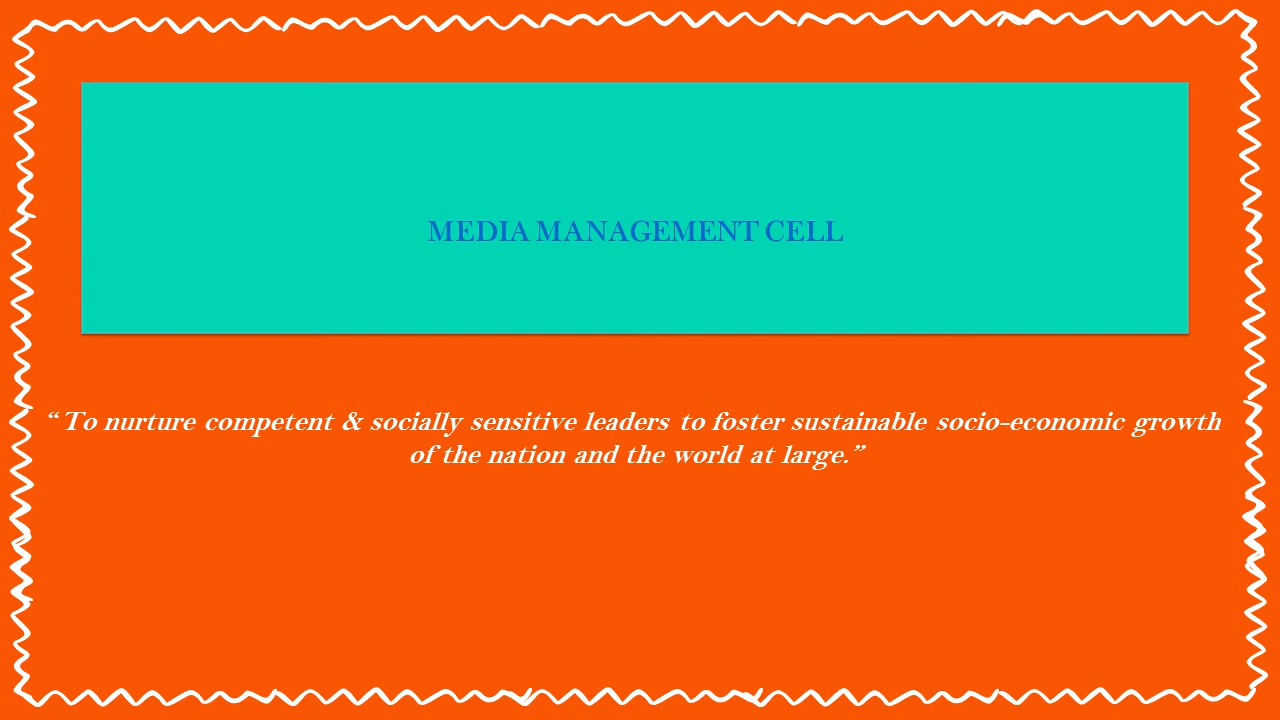 MEDIA MANAGEMENT CELL
“ To nurture competent & socially sensitive leaders to foster sustainable socio-economic growth
of the nation and the world at large.”